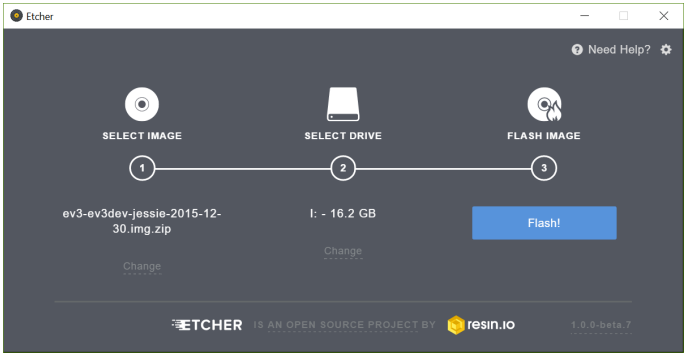 Etcher
Need Help?
SELECT IMAGE
SELECT DRIVE
FLASH IMAGE
1
2
3
ev3-ev3dev-jessie-2015-12-
30.img.zip
Change
I: - 16.2 GB
Change
Flash!
ETCHER IS AN OPEN SOURCE PROJECT BY resin.io 1.0.0-beta.7